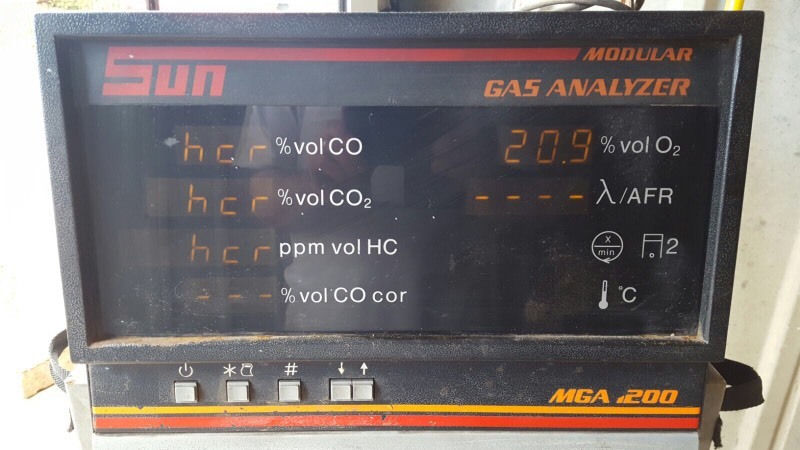 Sun
MODULAR
GAS ANALYZER
hcr %vol CO
20.9 % vol O₂
hcr %vol CO₂
---- λ/AFR
hcr ppm vol HC
x
min
2
--- % vol CO cor
°C
* #
↓ ↑
MGA 1200